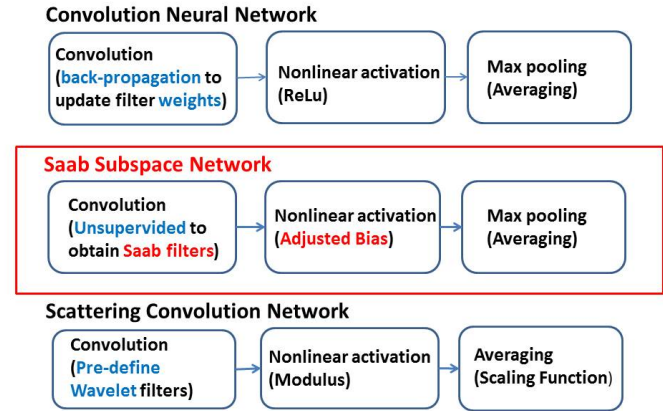 Convolution Neural Network
Convolution
(back-propagation to
update filter weights)
Nonlinear activation
(ReLu)
Max pooling
(Averaging)
Saab Subspace Network
Convolution
(Unsupervided to
obtain Saab filters)
Nonlinear activation
(Adjusted Bias)
Max pooling
(Averaging)
Scattering Convolution Network
Convolution
(Pre-define
Wavelet filters)
Nonlinear activation
(Modulus)
Averaging
(Scaling Function)